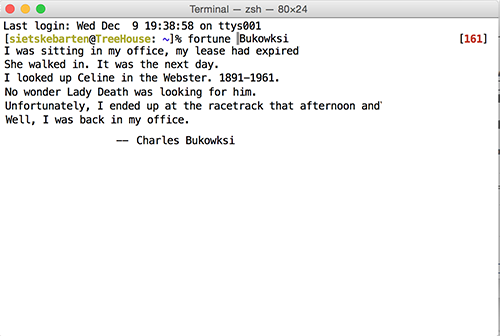 Terminal — zsh — 80×24
Last login: Wed Dec  9 19:38:58 on ttys001
[sietskebarten@TreeHouse: ~]% fortune Bukowksi [161]
I was sitting in my office, my lease had expired
She walked in. It was the next day.
I looked up Celine in the Webster. 1891-1961.
No wonder Lady Death was looking for him.
Unfortunately, I ended up at the racetrack that afternoon and
Well, I was back in my office.
-- Charles Bukowksi